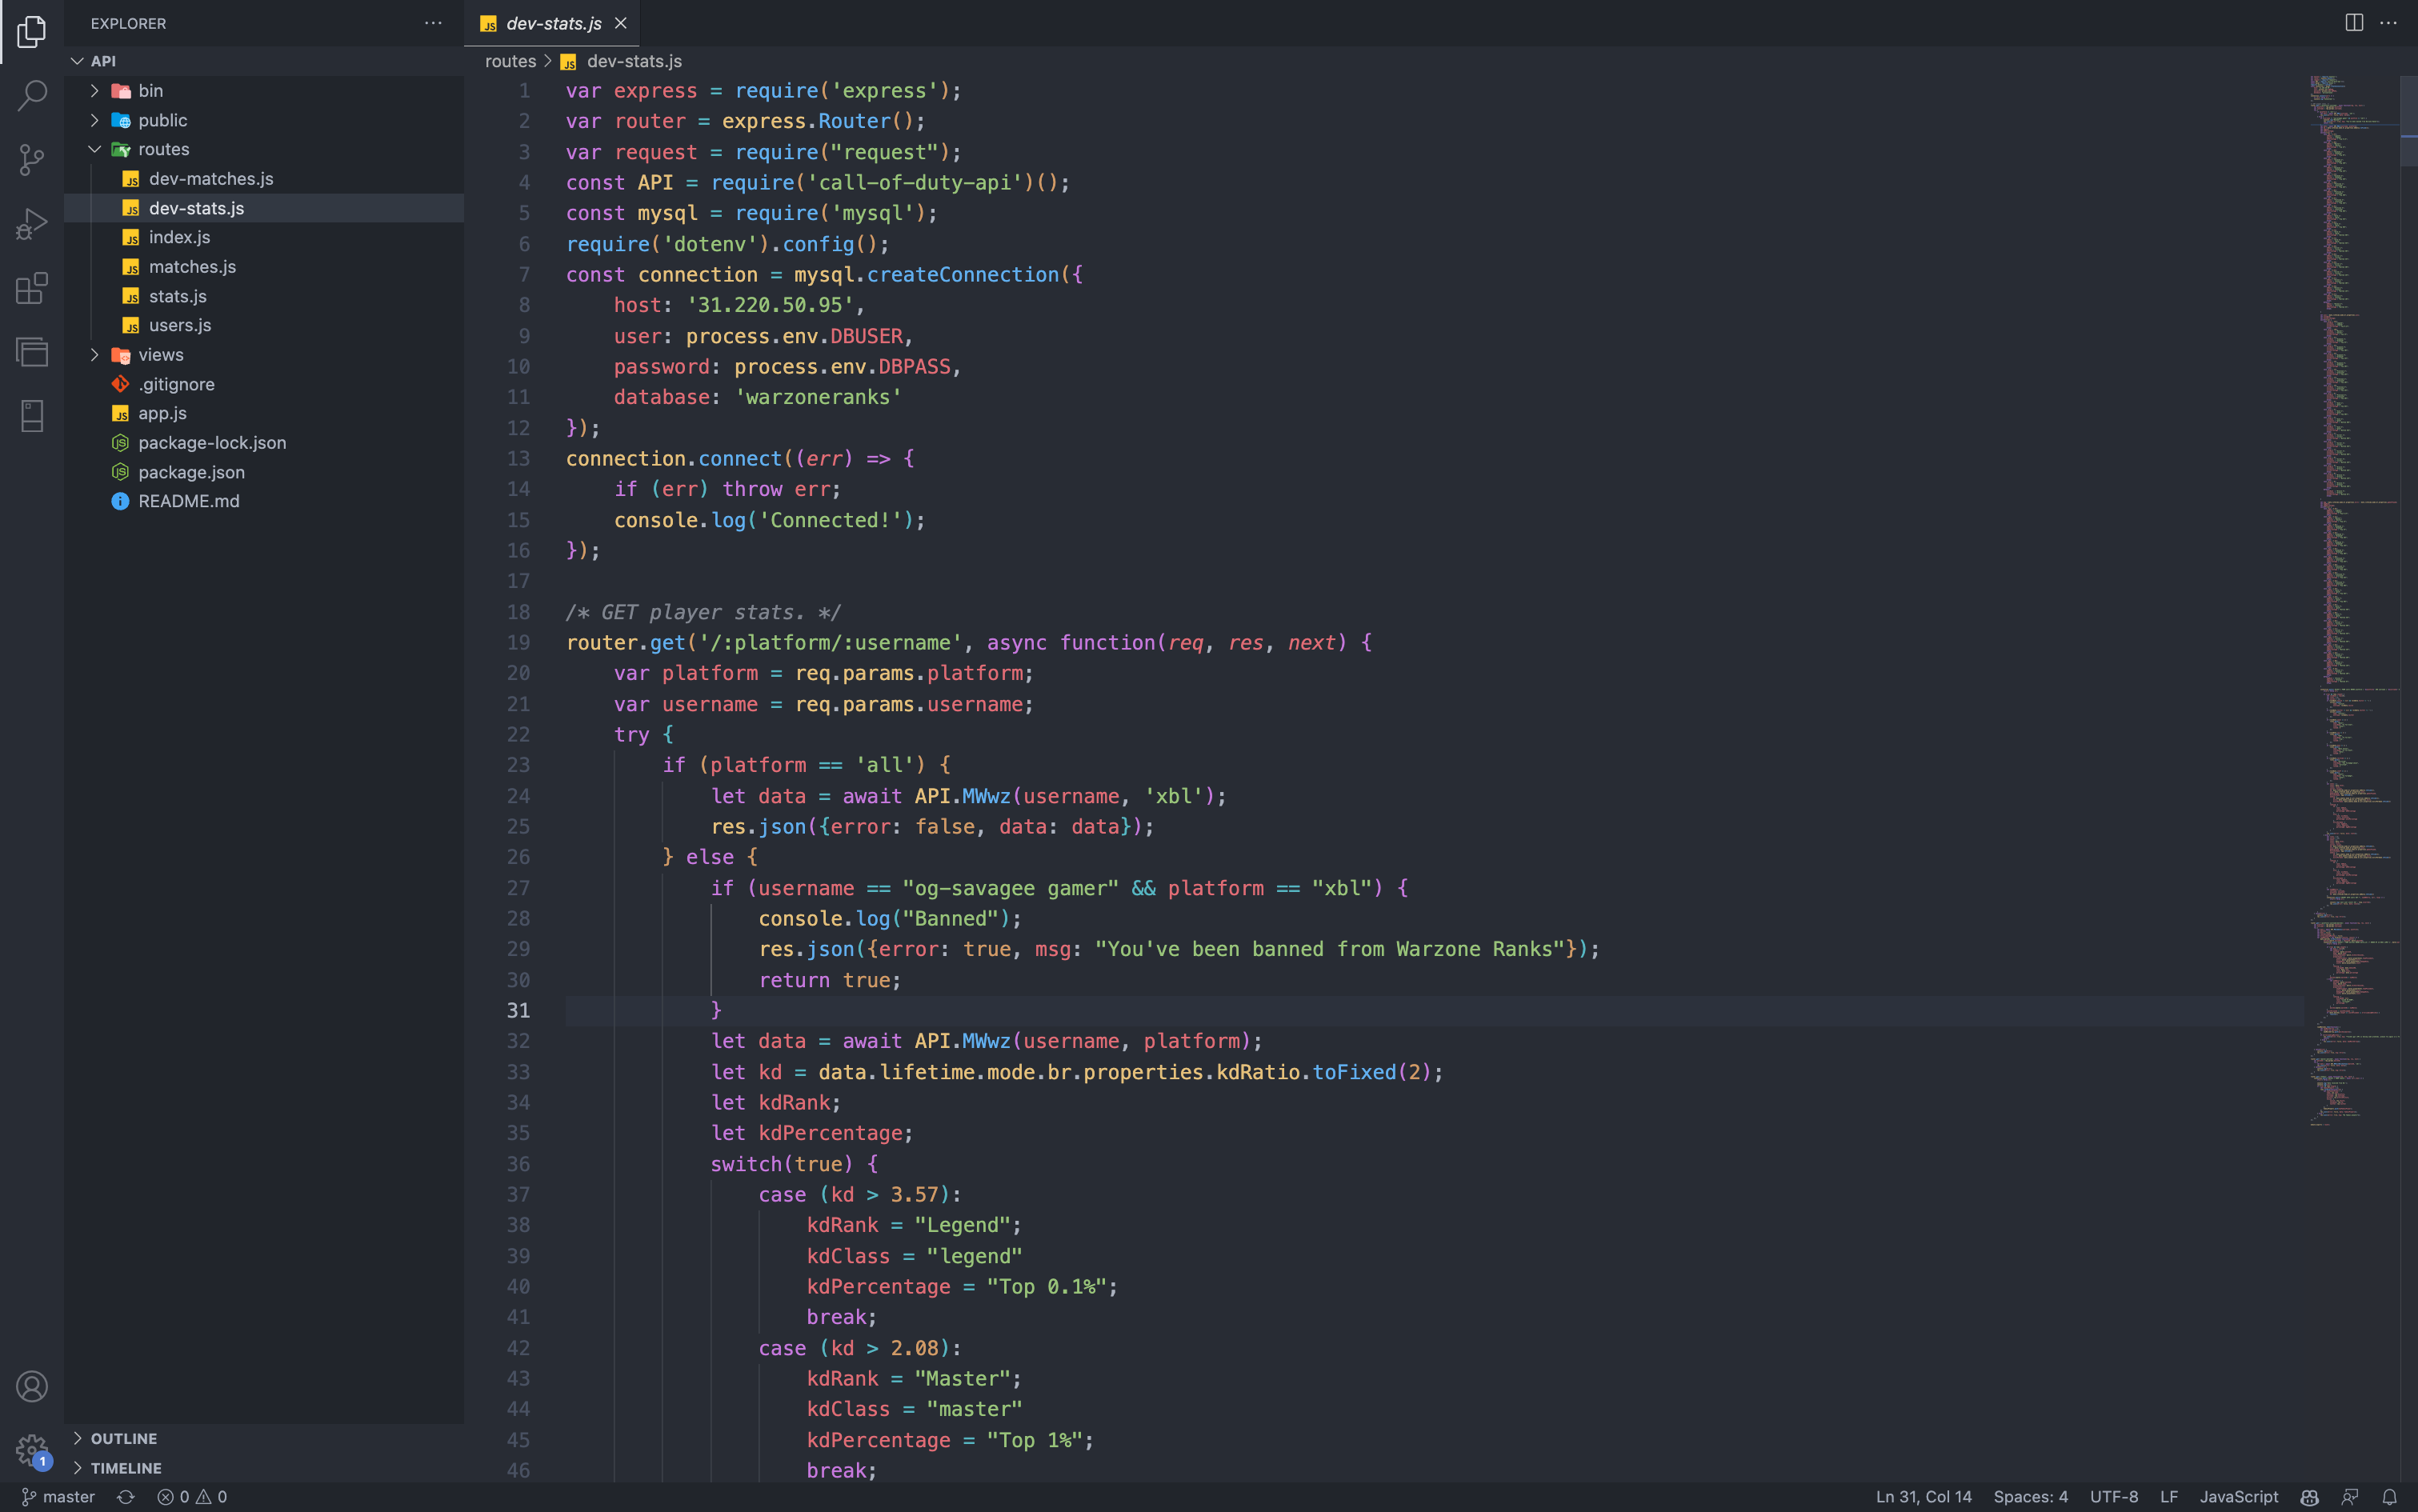 EXPLORER
API
bin
public
routes
dev-matches.js
dev-stats.js
index.js
matches.js
stats.js
users.js
views
.gitignore
app.js
package-lock.json
package.json
README.md
OUTLINE
TIMELINE
dev-stats.js
routes > dev-stats.js
1 var express = require('express');
2 var router = express.Router();
3 var request = require("request");
4 const API = require('call-of-duty-api')();
5 const mysql = require('mysql');
6 require('dotenv').config();
7 const connection = mysql.createConnection({
8     host: '31.220.50.95',
9     user: process.env.DBUSER,
10     password: process.env.DBPASS,
11     database: 'warzoneranks'
12 });
13 connection.connect((err) => {
14     if (err) throw err;
15     console.log('Connected!');
16 });
17
18 /* GET player stats. */
19 router.get('/:platform/:username', async function(req, res, next) {
20     var platform = req.params.platform;
21     var username = req.params.username;
22     try {
23         if (platform == 'all') {
24             let data = await API.MWwz(username, 'xbl');
25             res.json({error: false, data: data});
26         } else {
27             if (username == "og-savagee gamer" && platform == "xbl") {
28                 console.log("Banned");
29                 res.json({error: true, msg: "You've been banned from Warzone Ranks"});
30                 return true;
31             }
32             let data = await API.MWwz(username, platform);
33             let kd = data.lifetime.mode.br.properties.kdRatio.toFixed(2);
34             let kdRank;
35             let kdPercentage;
36             switch(true) {
37                 case (kd > 3.57):
38                     kdRank = "Legend";
39                     kdClass = "legend"
40                     kdPercentage = "Top 0.1%";
41                     break;
42                 case (kd > 2.08):
43                     kdRank = "Master";
44                     kdClass = "master"
45                     kdPercentage = "Top 1%";
46                     break;
1
master 0 0 Ln 31, Col 14 Spaces: 4 UTF-8 LF JavaScript